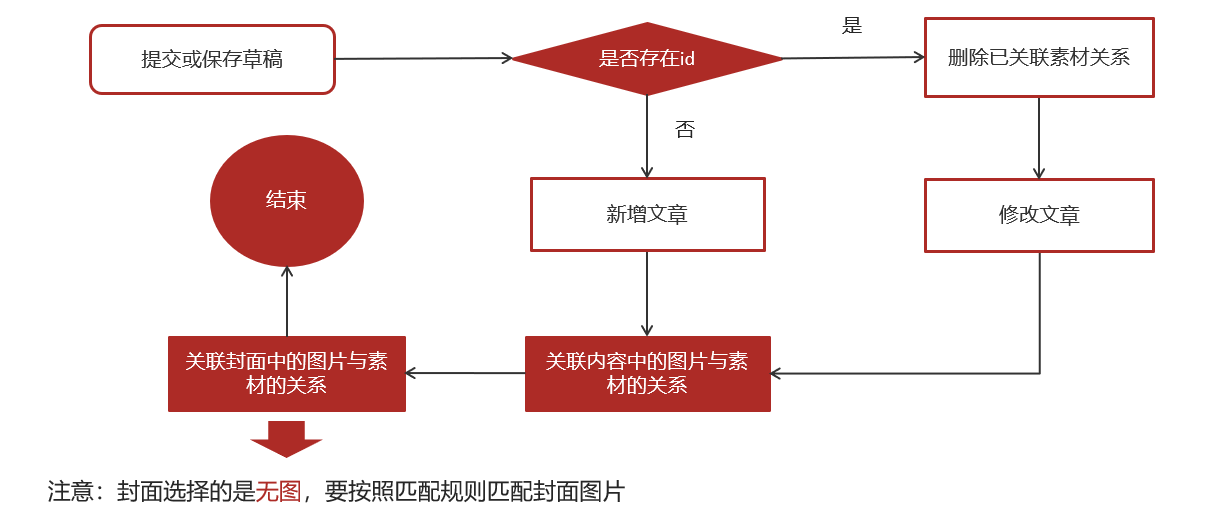 提交或保存草稿
是否存在id
是
删除已关联素材关系
否
结束
新增文章
修改文章
关联封面中的图片与素
材的关系
关联内容中的图片与素
材的关系
注意：封面选择的是无图，要按照匹配规则匹配封面图片